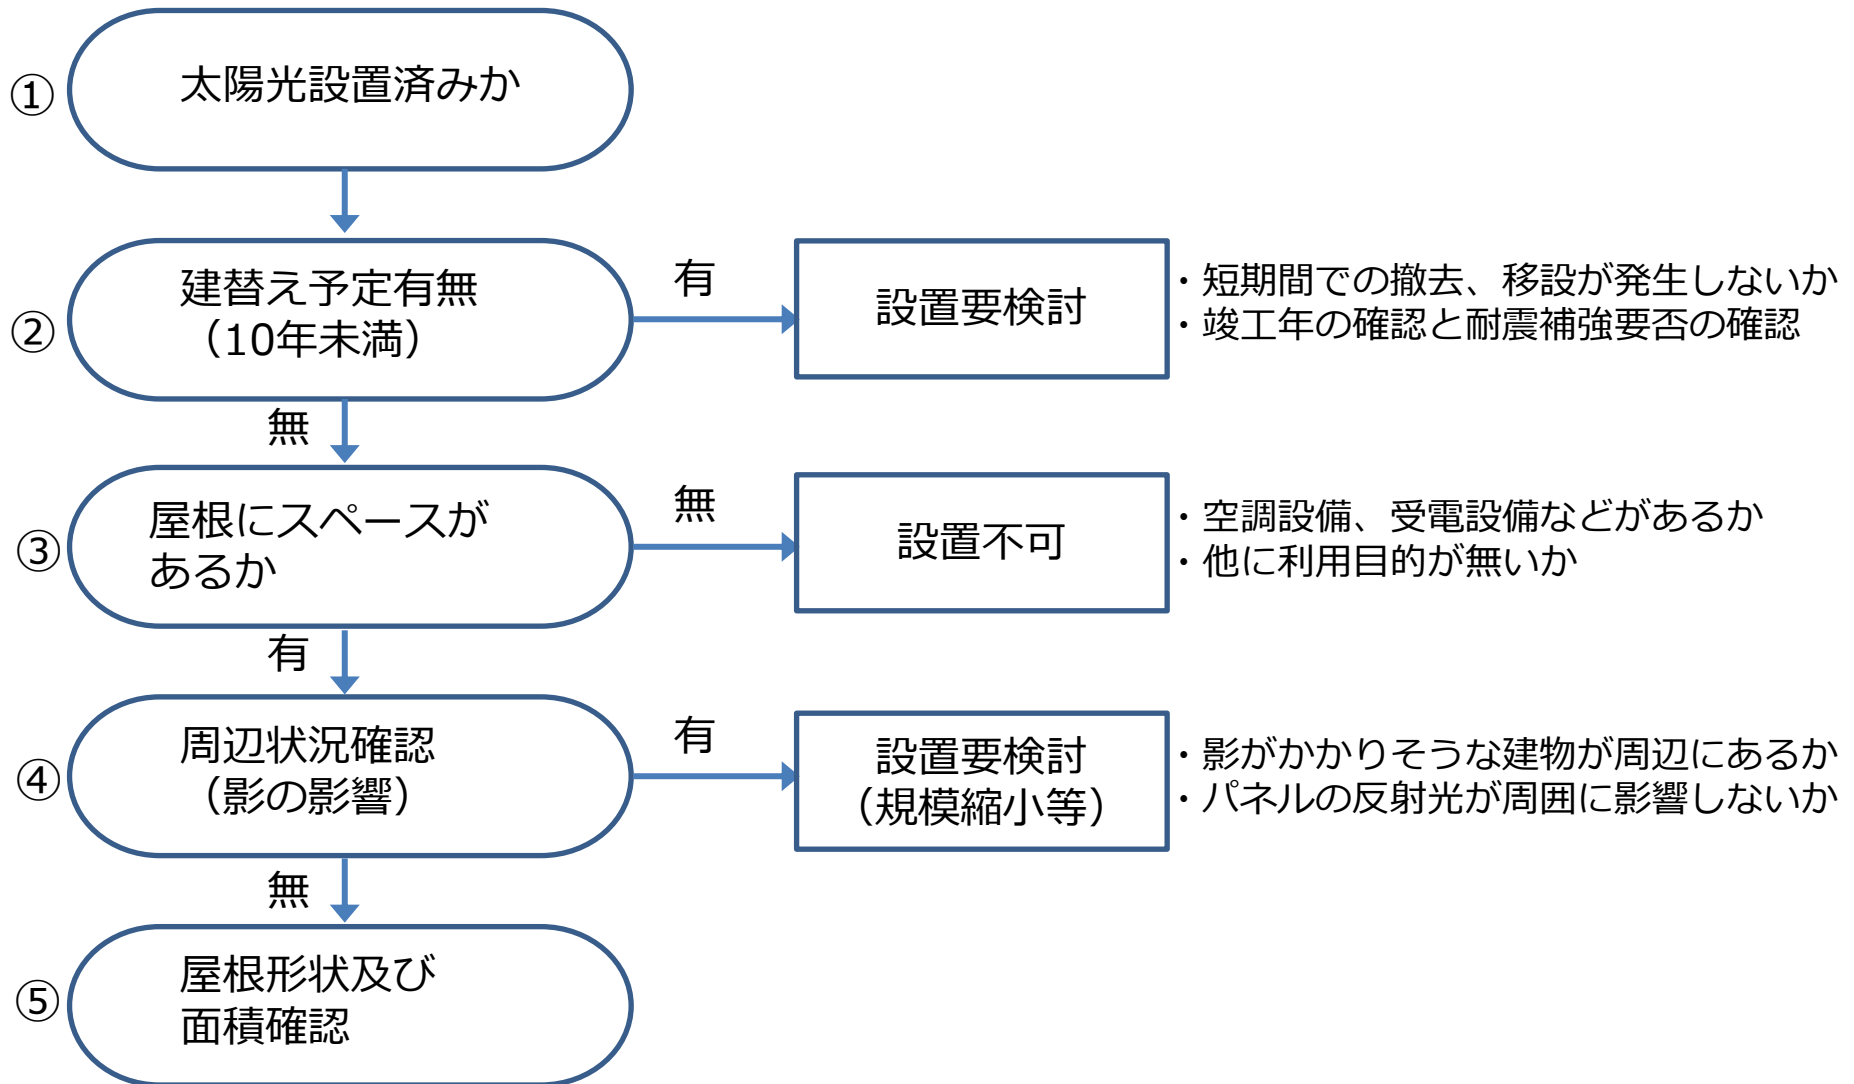 ①
太陽光設置済みか
②
建替え予定有無
（10年未満）
有
設置要検討
・短期間での撤去、移設が発生しないか
・竣工年の確認と耐震補強要否の確認
無
③
屋根にスペースが
あるか
無
設置不可
・空調設備、受電設備などがあるか
・他に利用目的が無いか
有
④
周辺状況確認
（影の影響）
有
設置要検討
（規模縮小等）
・影がかかりそうな建物が周辺にあるか
・パネルの反射光が周囲に影響しないか
無
⑤
屋根形状及び
面積確認